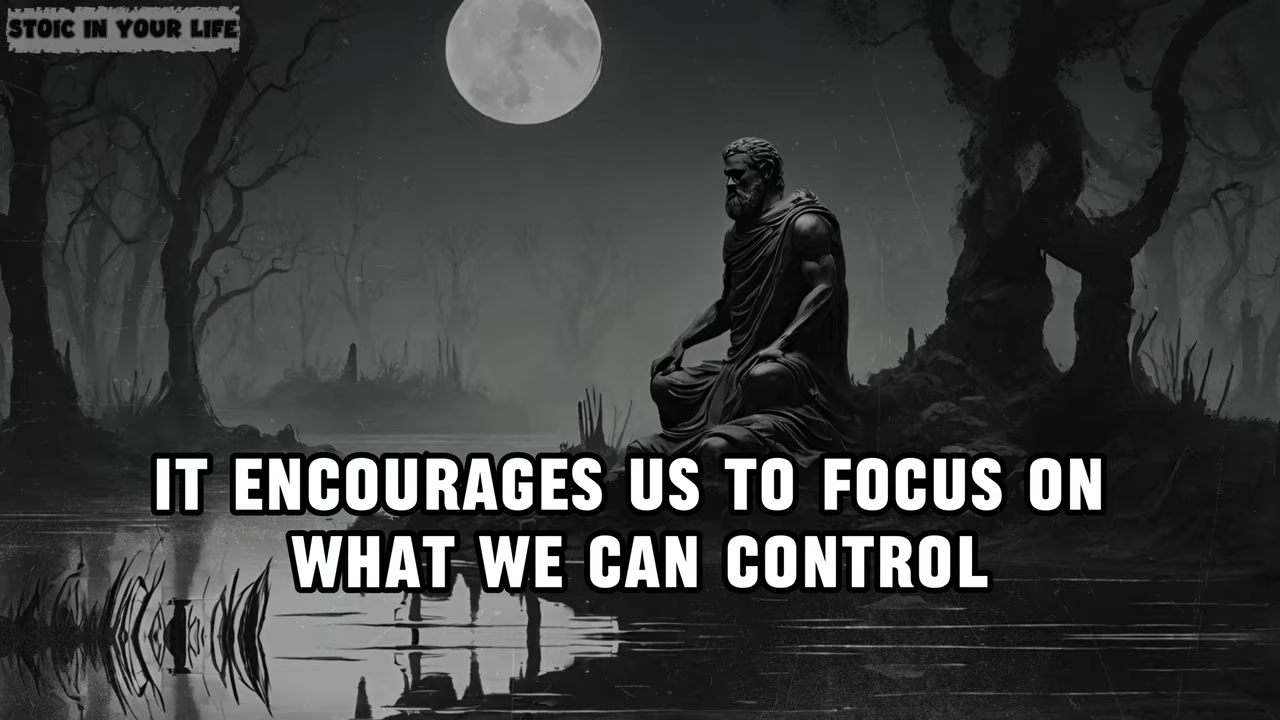 STOIC IN YOUR LIFE
IT ENCOURAGES US TO FOCUS ON
WHAT WE CAN CONTROL